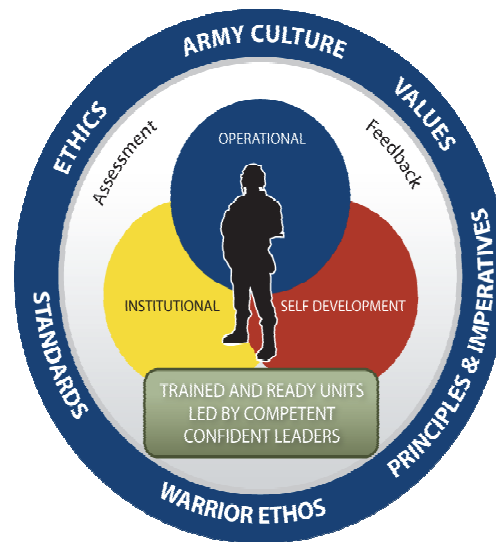 ARMY CULTURE
ETHICS
VALUES
Assessment
Feedback
OPERATIONAL
INSTITUTIONAL
SELF DEVELOPMENT
STANDARDS
PRINCIPLES & IMPERATIVES
TRAINED AND READY UNITS
LED BY COMPETENT
CONFIDENT LEADERS
WARRIOR ETHOS